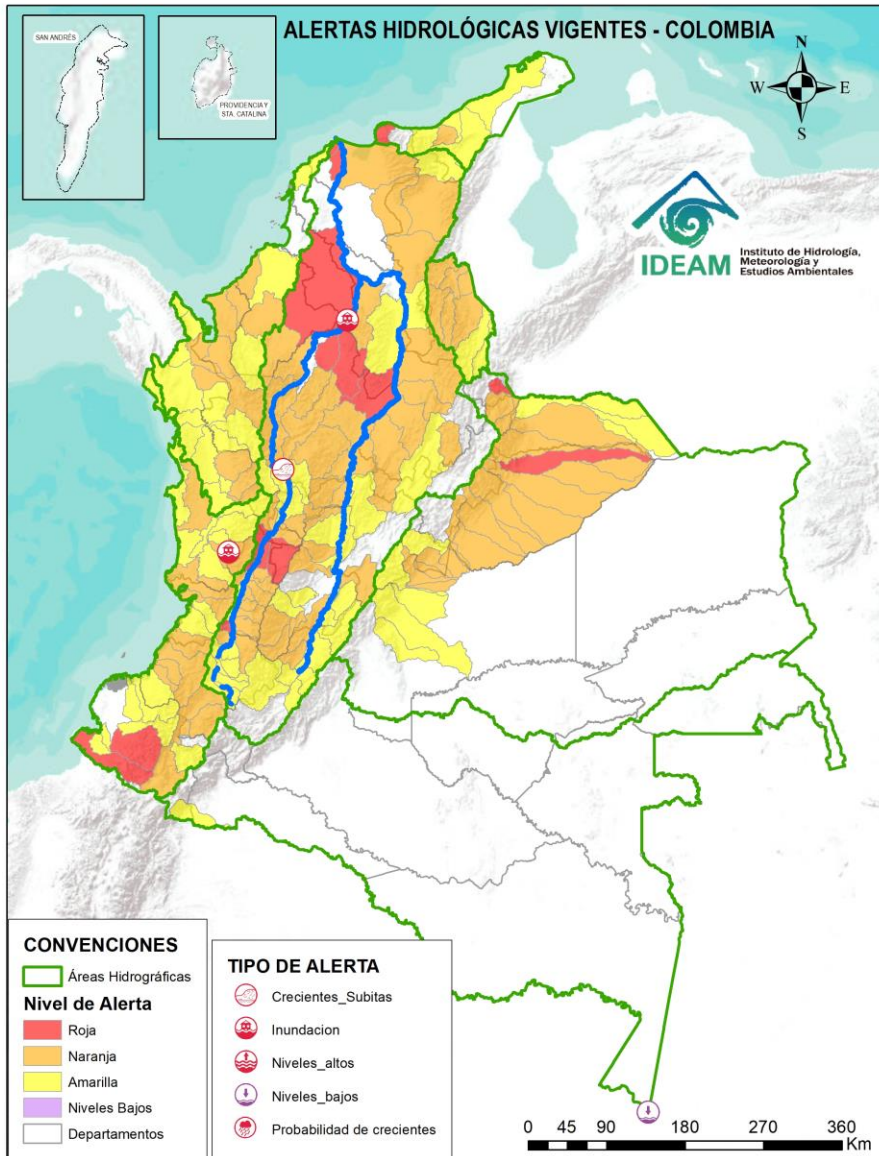 ALERTAS HIDROLÓGICAS VIGENTES - COLOMBIA
SAN ANDRÉS
PROVIDENCIA Y
STA. CATALINA
N
W
E
S
IDEAM
Instituto de Hidrología,
Meteorología y
Estudios Ambientales
CONVENCIONES
Áreas Hidrográficas
Nivel de Alerta
Roja
Naranja
Amarilla
Niveles Bajos
Departamentos
TIPO DE ALERTA
Crecientes_Subitas
Inundacion
Niveles_altos
Niveles_bajos
Probabilidad de crecientes
0 45 90 180 270 360
Km